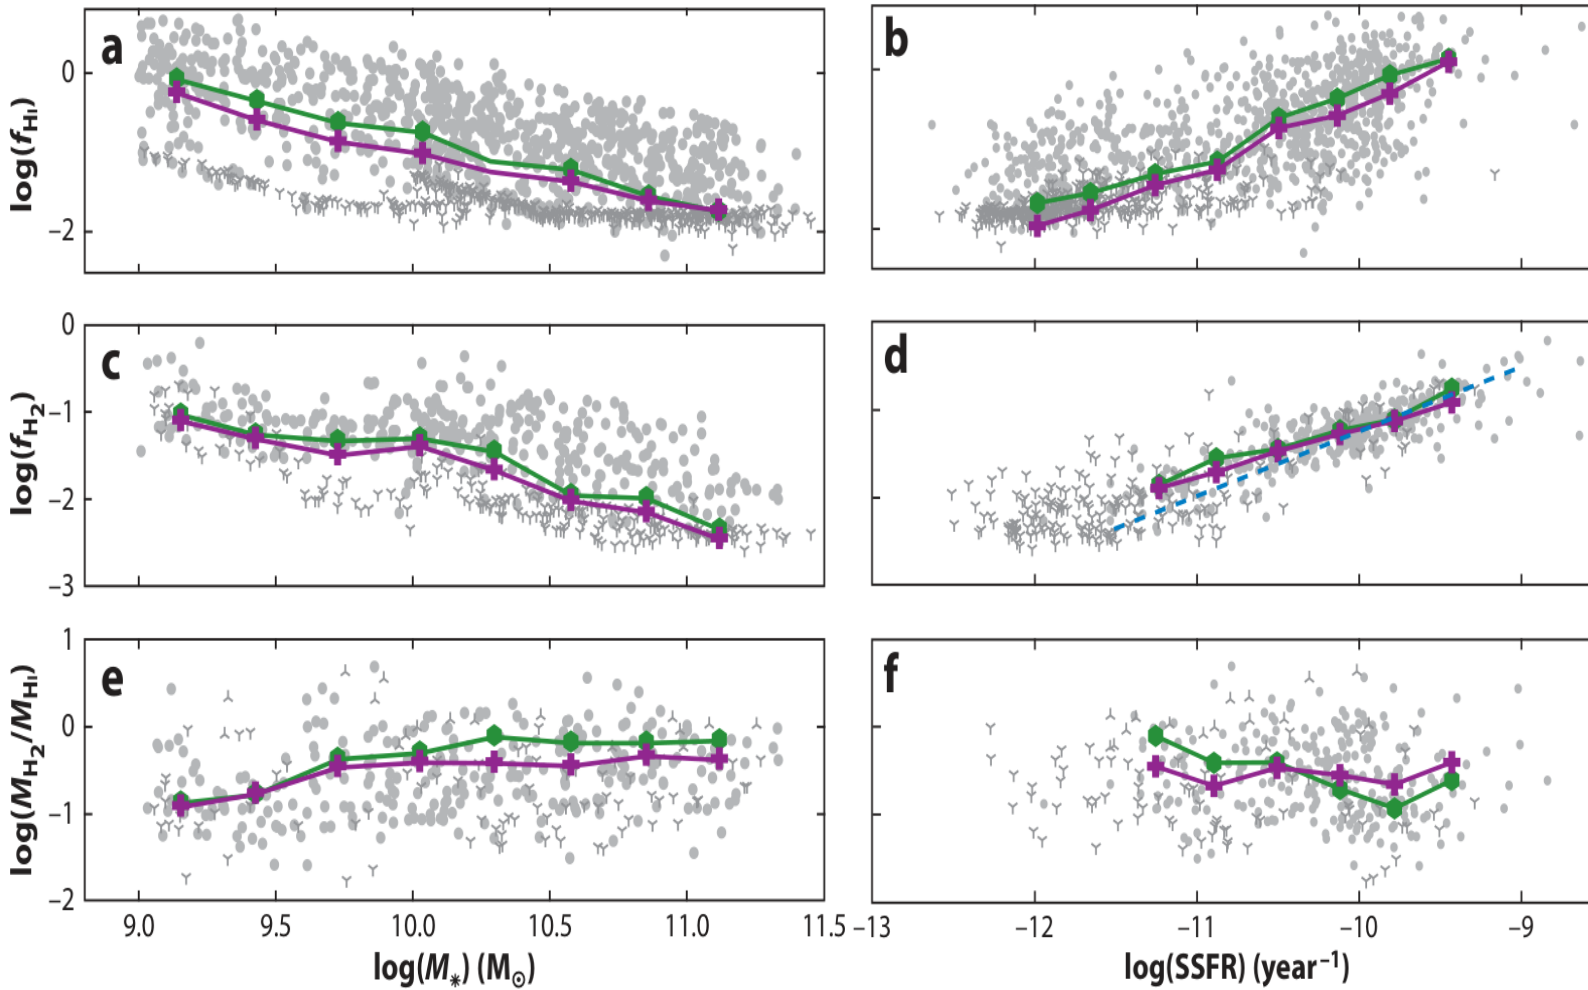 a
b
log(f_HI)
0
−2
c
d
log(f_H₂)
0
−1
−2
−3
e
f
log(M_H₂/M_HI)
1
0
−1
−2
9.0 9.5 10.0 10.5 11.0 11.5
−13 −12 −11 −10 −9
log(M_*) (M_⊙)
log(SSFR) (year⁻¹)